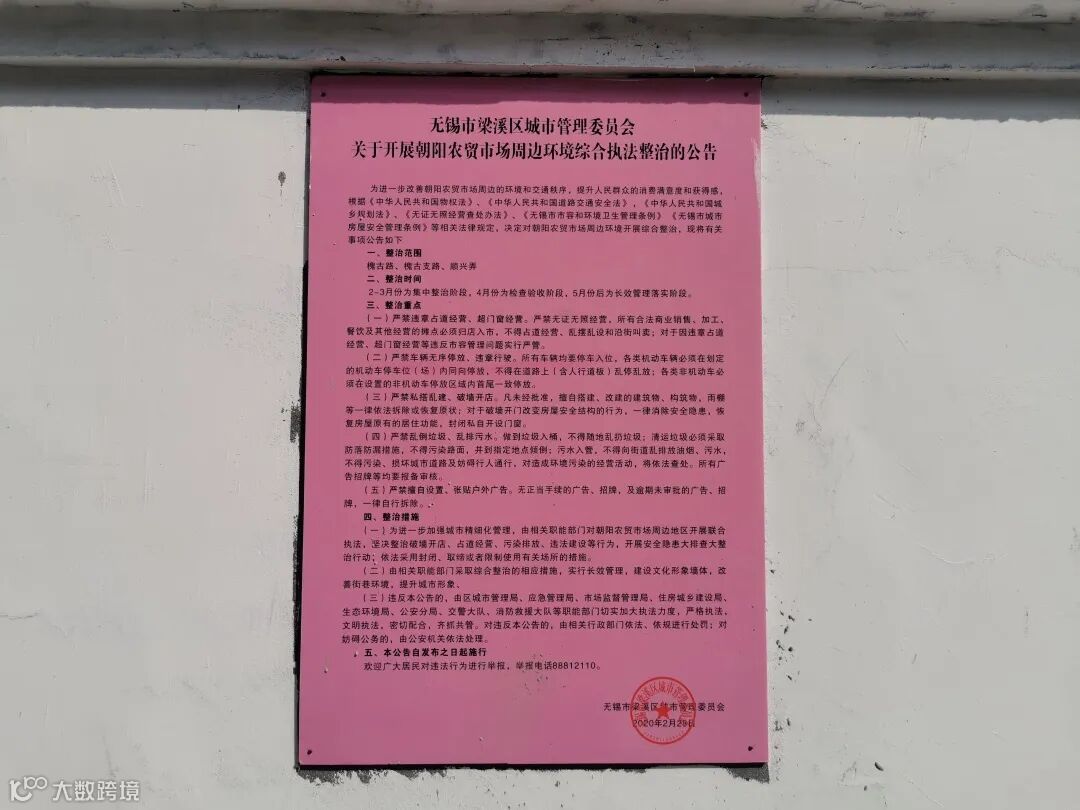 无锡市梁溪区城市管理委员会
关于开展朝阳农贸市场周边环境综合执法整治的公告
为进一步改善朝阳农贸市场周边的环境和交通秩序，提升人民群众的消费满意度和获得感，
根据《中华人民共和国物权法》、《中华人民共和国道路交通安全法》，《中华人民共和国城
乡规划法》、《无证无照经营查处办法》、《无锡市市容和环境卫生管理条例》《无锡市城市
房屋安全管理条例》等相关法律规定，决定对朝阳农贸市场周边环境开展综合整治，现将有关
事项公告如下
一、整治范围
槐古路、槐古支路、顺兴弄
二、整治时间
2-3月份为集中整治阶段，4月份为检查验收阶段，5月份后为长效管理落实阶段。
三、整治重点
（一）严禁违章占道经营、超门窗经营。严禁无证无照经营，所有合法商业销售、加工、
餐饮及其他经营的摊点必须归店入市，不得占道经营、乱摆乱设和沿街叫卖；对于因违章占道
经营、超门窗经营等违反市容管理问题实行严管。
（二）严禁车辆无序停放、违章行驶。所有车辆均要停车入位，各类机动车辆必须在划定
的机动车停车位（场）内同向停放，不得在道路上（含人行道板）乱停乱放；各类非机动车必
须在设置的非机动车停放区域内首尾一致停放。
（三）严禁私搭乱建、破墙开店。凡未经批准，擅自搭建、改建的建筑物、构筑物，雨棚
等一律依法拆除或恢复原状；对于破墙开门改变房屋安全结构的行为，一律消除安全隐患，恢
复房屋原有的居住功能，封闭私自开设门窗。
（四）严禁乱倒垃圾、乱排污水。做到垃圾入桶，不得随地乱扔垃圾；清运垃圾必须采取
防落防漏措施，不得污染路面，并到指定地点倾倒；污水入管，不得向街道乱排放油烟、污水，
不得污染、损坏城市道路及妨碍行人通行，对造成环境污染的经营活动，将依法查处。所有广
告招牌等均要报备审核。
（五）严禁擅自设置、张贴户外广告。无正当手续的广告、招牌，及逾期未审批的广告、招
牌，一律自行拆除。
四、整治措施
（一）为进一步加强城市精细化管理，由相关职能部门对朝阳农贸市场周边地区开展联合
执法，坚决整治破墙开店、占道经营、污染排放、违法建设等行为，开展安全隐患大排查大整
治行动；依法采用封闭、取缔或者限制使用有关场所的措施。
（二）由相关职能部门采取综合整治的相应措施，实行长效管理，建设文化形象墙体，改
善街巷环境，提升城市形象、
（三）违反本公告的，由区城市管理局、应急管理局、市场监督管理局、住房城乡建设局、
生态环境局、公安分局、交警大队、消防救援大队等职能部门切实加大执法力度，严格执法，
文明执法，密切配合，齐抓共管。对违反本公告的，由相关行政部门依法、依规进行处罚；对
妨碍公务的，由公安机关依法处理。
五、本公告自发布之日起施行
欢迎广大居民对违法行为进行举报，举报电话88812110。
无锡市梁溪区城市管理委员会
2020年2月28日
大数跨境